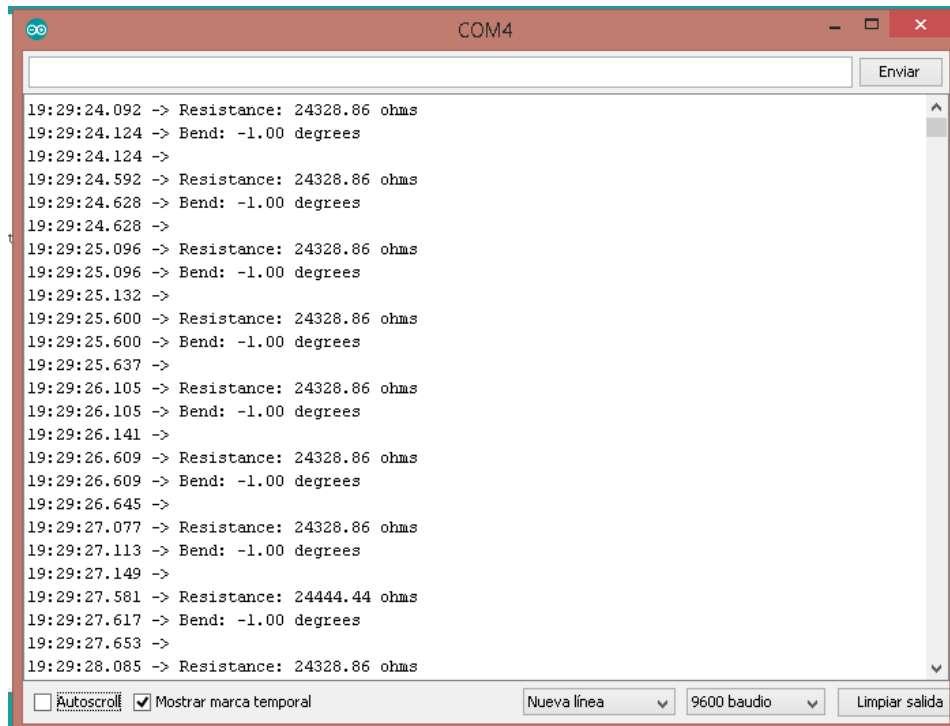 COM4
Enviar
19:29:24.092 -> Resistance: 24328.86 ohms
19:29:24.124 -> Bend: -1.00 degrees
19:29:24.124 ->
19:29:24.592 -> Resistance: 24328.86 ohms
19:29:24.628 -> Bend: -1.00 degrees
19:29:24.628 ->
19:29:25.096 -> Resistance: 24328.86 ohms
19:29:25.096 -> Bend: -1.00 degrees
19:29:25.132 ->
19:29:25.600 -> Resistance: 24328.86 ohms
19:29:25.600 -> Bend: -1.00 degrees
19:29:25.637 ->
19:29:26.105 -> Resistance: 24328.86 ohms
19:29:26.105 -> Bend: -1.00 degrees
19:29:26.141 ->
19:29:26.609 -> Resistance: 24328.86 ohms
19:29:26.609 -> Bend: -1.00 degrees
19:29:26.645 ->
19:29:27.077 -> Resistance: 24328.86 ohms
19:29:27.113 -> Bend: -1.00 degrees
19:29:27.149 ->
19:29:27.581 -> Resistance: 24444.44 ohms
19:29:27.617 -> Bend: -1.00 degrees
19:29:27.653 ->
19:29:28.085 -> Resistance: 24328.86 ohms
Autoscroll Mostrar marca temporal Nueva línea 9600 baudio Limpiar salida